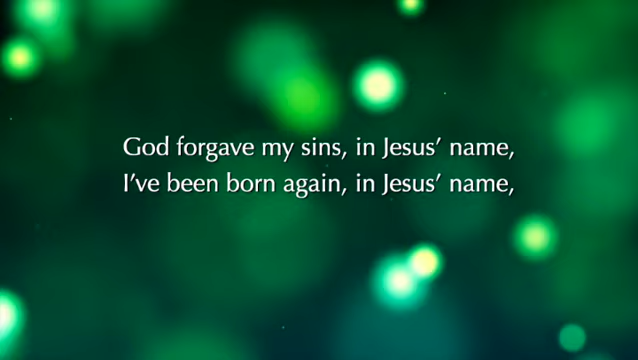 God forgave my sins, in Jesus’ name,
I’ve been born again, in Jesus’ name,